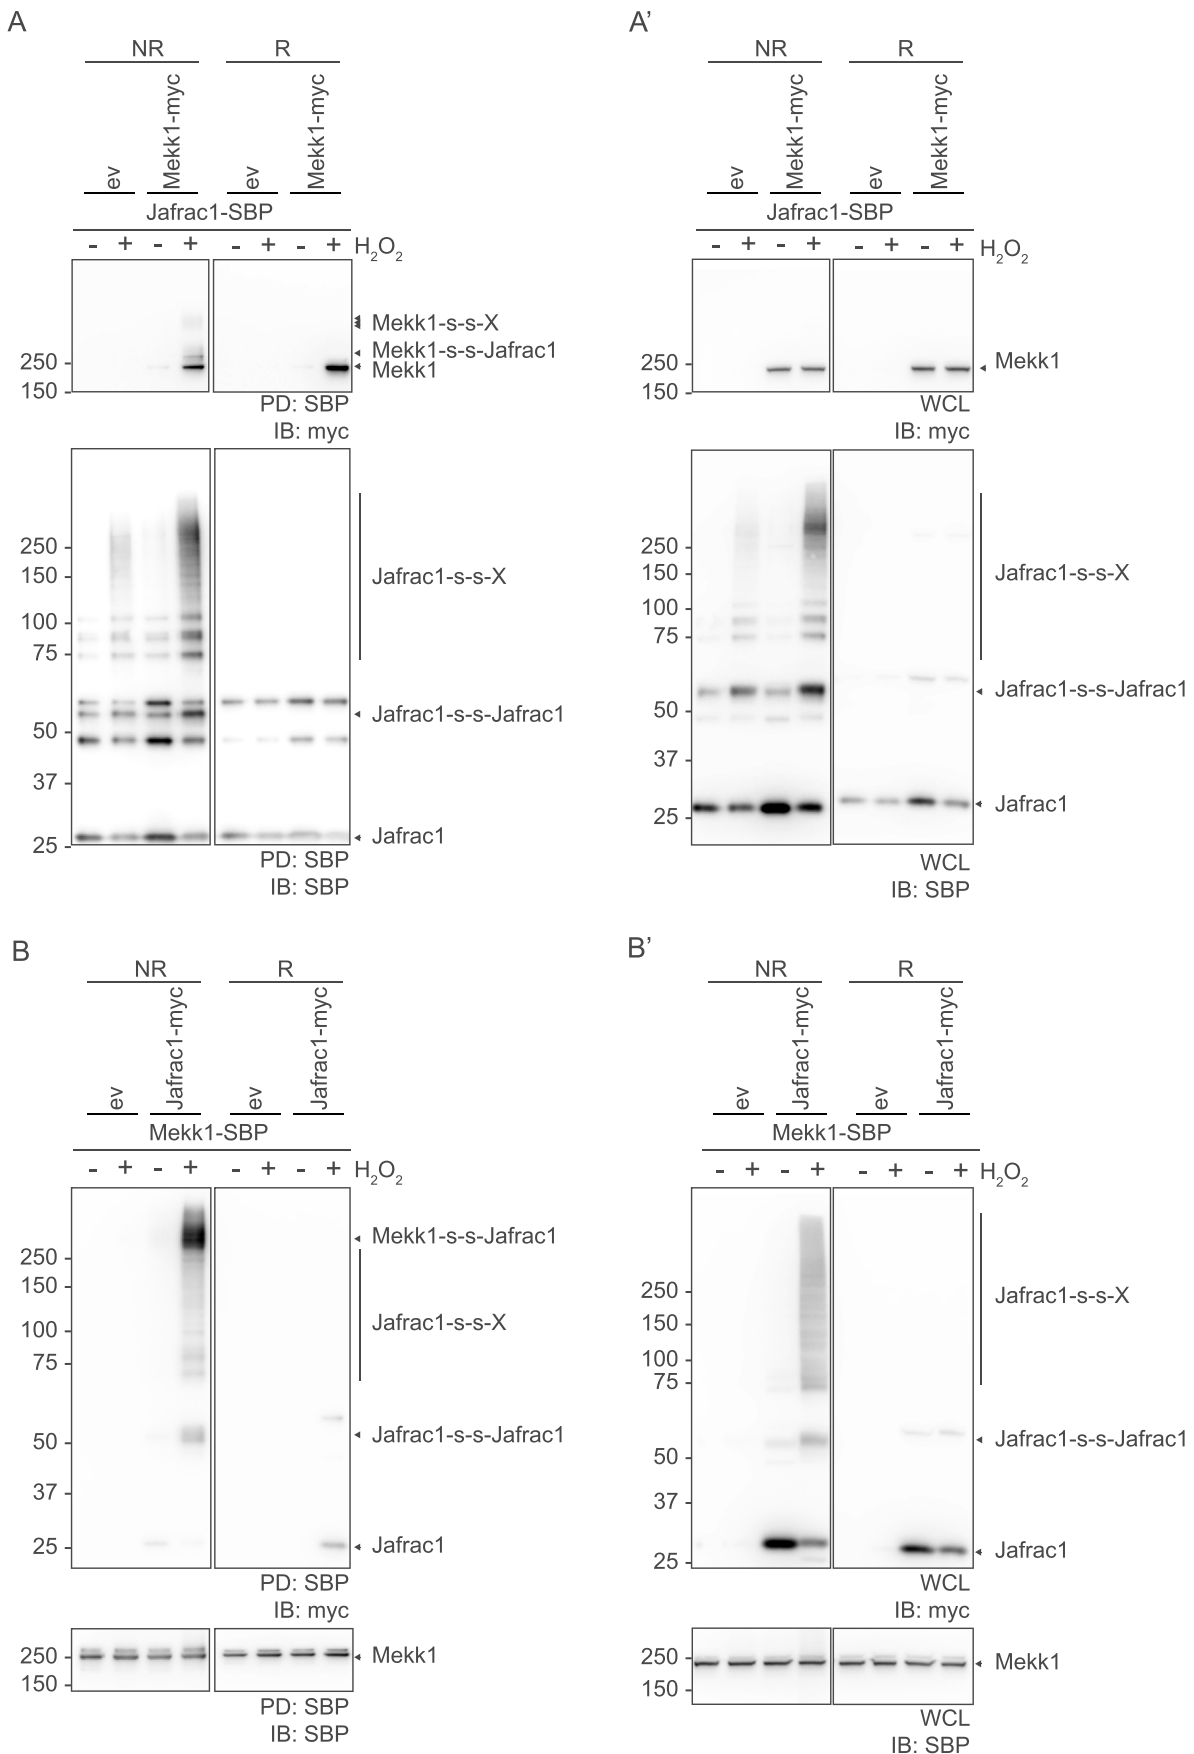 A
NR R
ev Mekk1-myc ev Mekk1-myc
Jafrac1-SBP
- + - + - + - + H2O2
Mekk1-s-s-X
Mekk1-s-s-Jafrac1
250 Mekk1
150
PD: SBP
IB: myc
250
150 Jafrac1-s-s-X
100
75
Jafrac1-s-s-Jafrac1
50
37
Jafrac1
25
PD: SBP
IB: SBP
A’
NR R
ev Mekk1-myc ev Mekk1-myc
Jafrac1-SBP
- + - + - + - + H2O2
250 Mekk1
150
WCL
IB: myc
250
150 Jafrac1-s-s-X
100
75
Jafrac1-s-s-Jafrac1
50
37
Jafrac1
25
WCL
IB: SBP
B
NR R
ev Jafrac1-myc ev Jafrac1-myc
Mekk1-SBP
- + - + - + - + H2O2
Mekk1-s-s-Jafrac1
250
150
Jafrac1-s-s-X
100
75
Jafrac1-s-s-Jafrac1
50
37
25 Jafrac1
PD: SBP
IB: myc
250 Mekk1
150
PD: SBP
IB: SBP
B’
NR R
ev Jafrac1-myc ev Jafrac1-myc
Mekk1-SBP
- + - + - + - + H2O2
250 Jafrac1-s-s-X
150
100
75
Jafrac1-s-s-Jafrac1
50
37
Jafrac1
25
WCL
IB: myc
250 Mekk1
150
WCL
IB: SBP